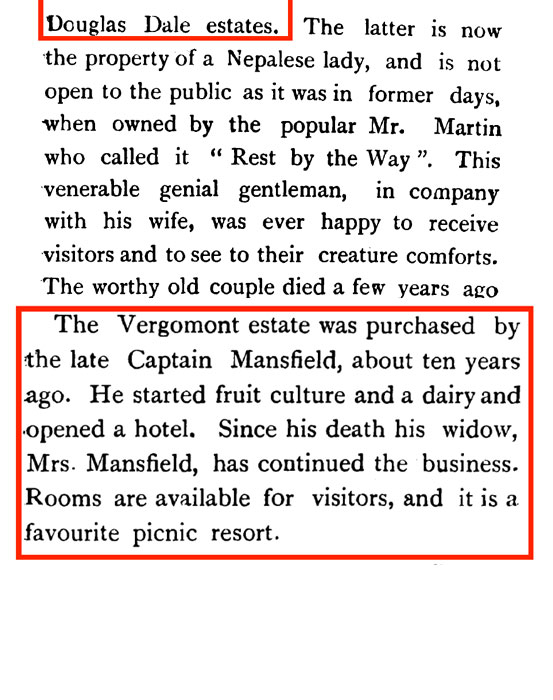 Douglas Dale estates. The latter is now
the property of a Nepalese lady, and is not
open to the public as it was in former days,
when owned by the popular Mr. Martin
who called it “ Rest by the Way ”. This
venerable genial gentleman, in company
with his wife, was ever happy to receive
visitors and to see to their creature comforts.
The worthy old couple died a few years ago
The Vergomont estate was purchased by
the late Captain Mansfield, about ten years
ago. He started fruit culture and a dairy and
opened a hotel. Since his death his widow,
Mrs. Mansfield, has continued the business.
Rooms are available for visitors, and it is a
favourite picnic resort.